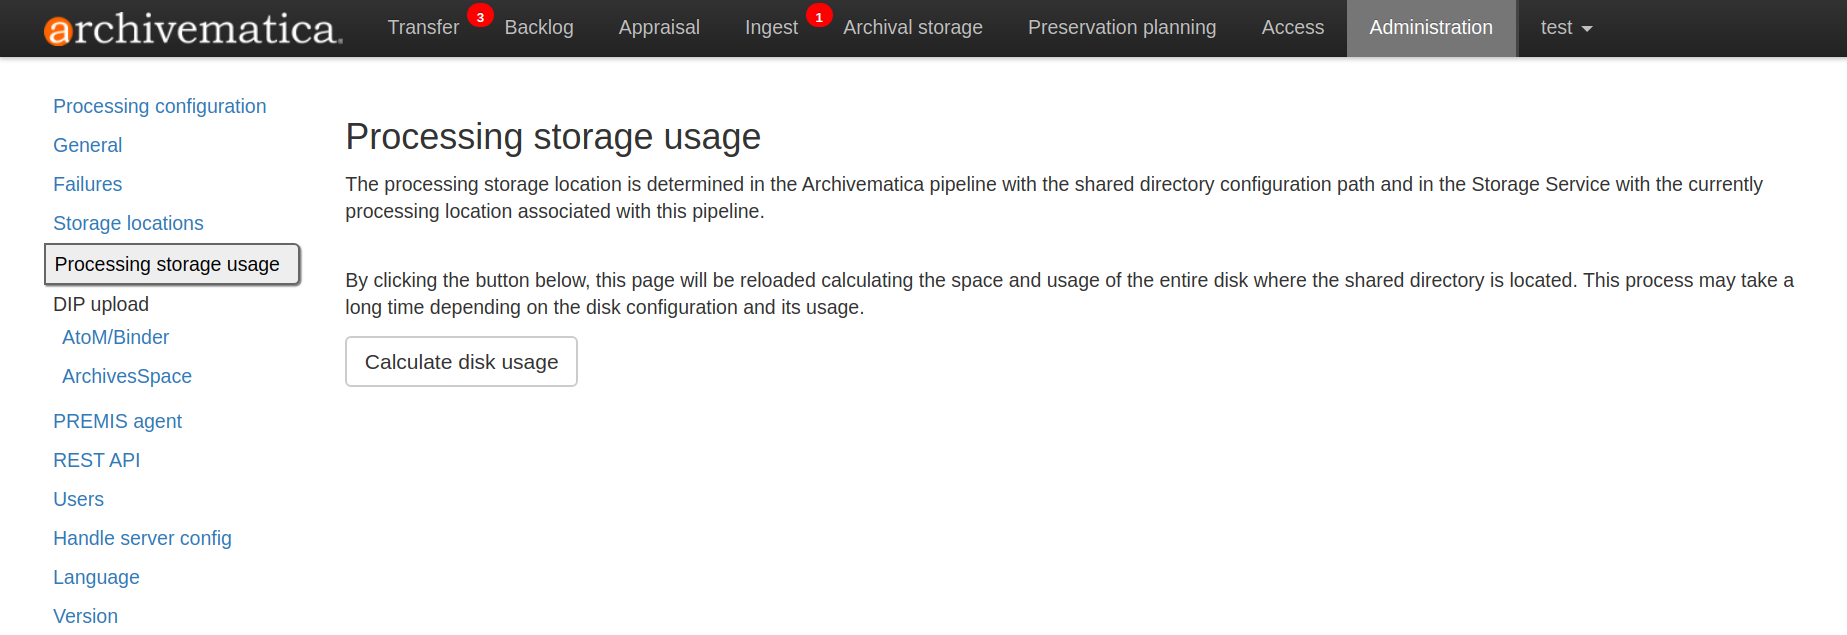 archivematica.
Transfer 3 Backlog Appraisal Ingest 1 Archival storage Preservation planning Access Administration test
Processing configuration
General
Failures
Storage locations
Processing storage usage
DIP upload
AtoM/Binder
ArchivesSpace
PREMIS agent
REST API
Users
Handle server config
Language
Version
Processing storage usage
The processing storage location is determined in the Archivematica pipeline with the shared directory configuration path and in the Storage Service with the currently
processing location associated with this pipeline.
By clicking the button below, this page will be reloaded calculating the space and usage of the entire disk where the shared directory is located. This process may take a
long time depending on the disk configuration and its usage.
Calculate disk usage